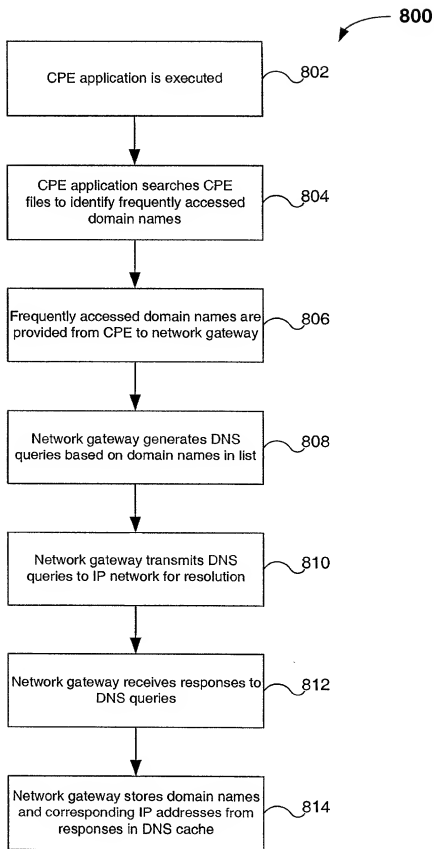 800
CPE application is executed
802
CPE application searches CPE
files to identify frequently accessed
domain names
804
Frequently accessed domain names are
provided from CPE to network gateway
806
Network gateway generates DNS
queries based on domain names in list
808
Network gateway transmits DNS
queries to IP network for resolution
810
Network gateway receives responses to
DNS queries
812
Network gateway stores domain names
and corresponding IP addresses from
responses in DNS cache
814